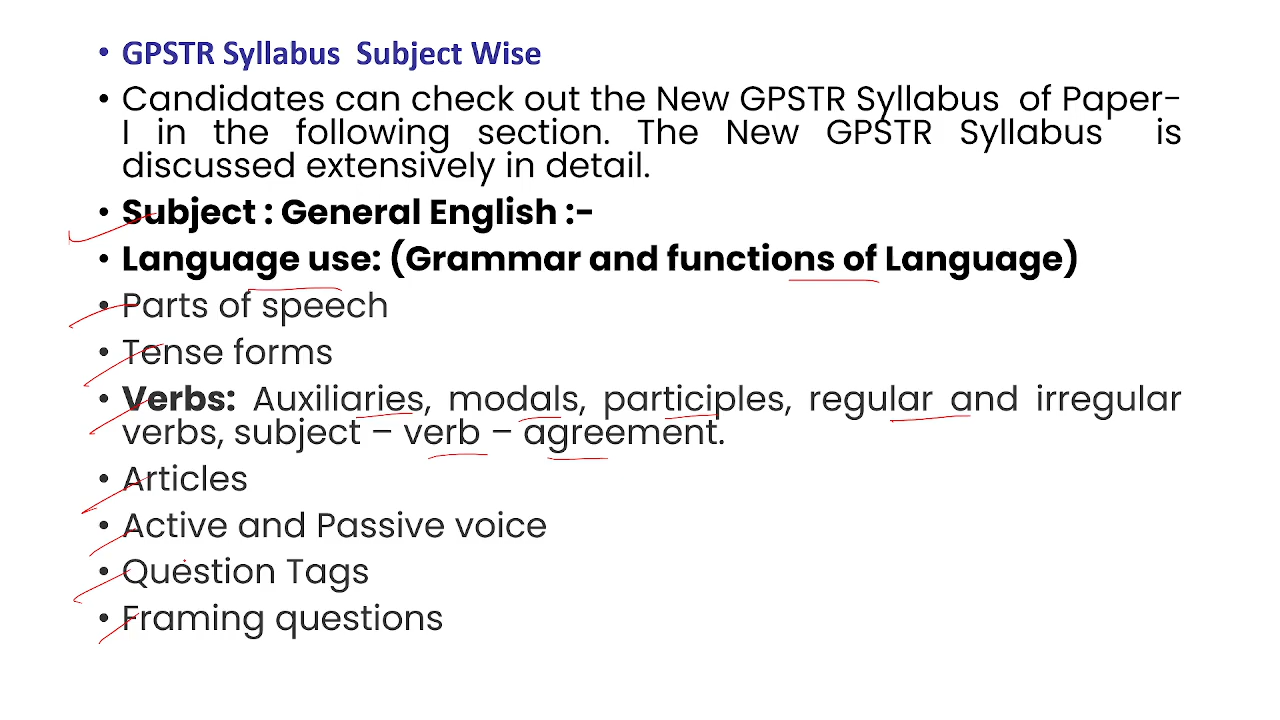 • GPSTR Syllabus Subject Wise
• Candidates can check out the New GPSTR Syllabus of Paper-
I in the following section. The New GPSTR Syllabus is
discussed extensively in detail.
• Subject : General English :-
• Language use: (Grammar and functions of Language)
• Parts of speech
• Tense forms
• Verbs: Auxiliaries, modals, participles, regular and irregular
verbs, subject – verb – agreement.
• Articles
• Active and Passive voice
• Question Tags
• Framing questions